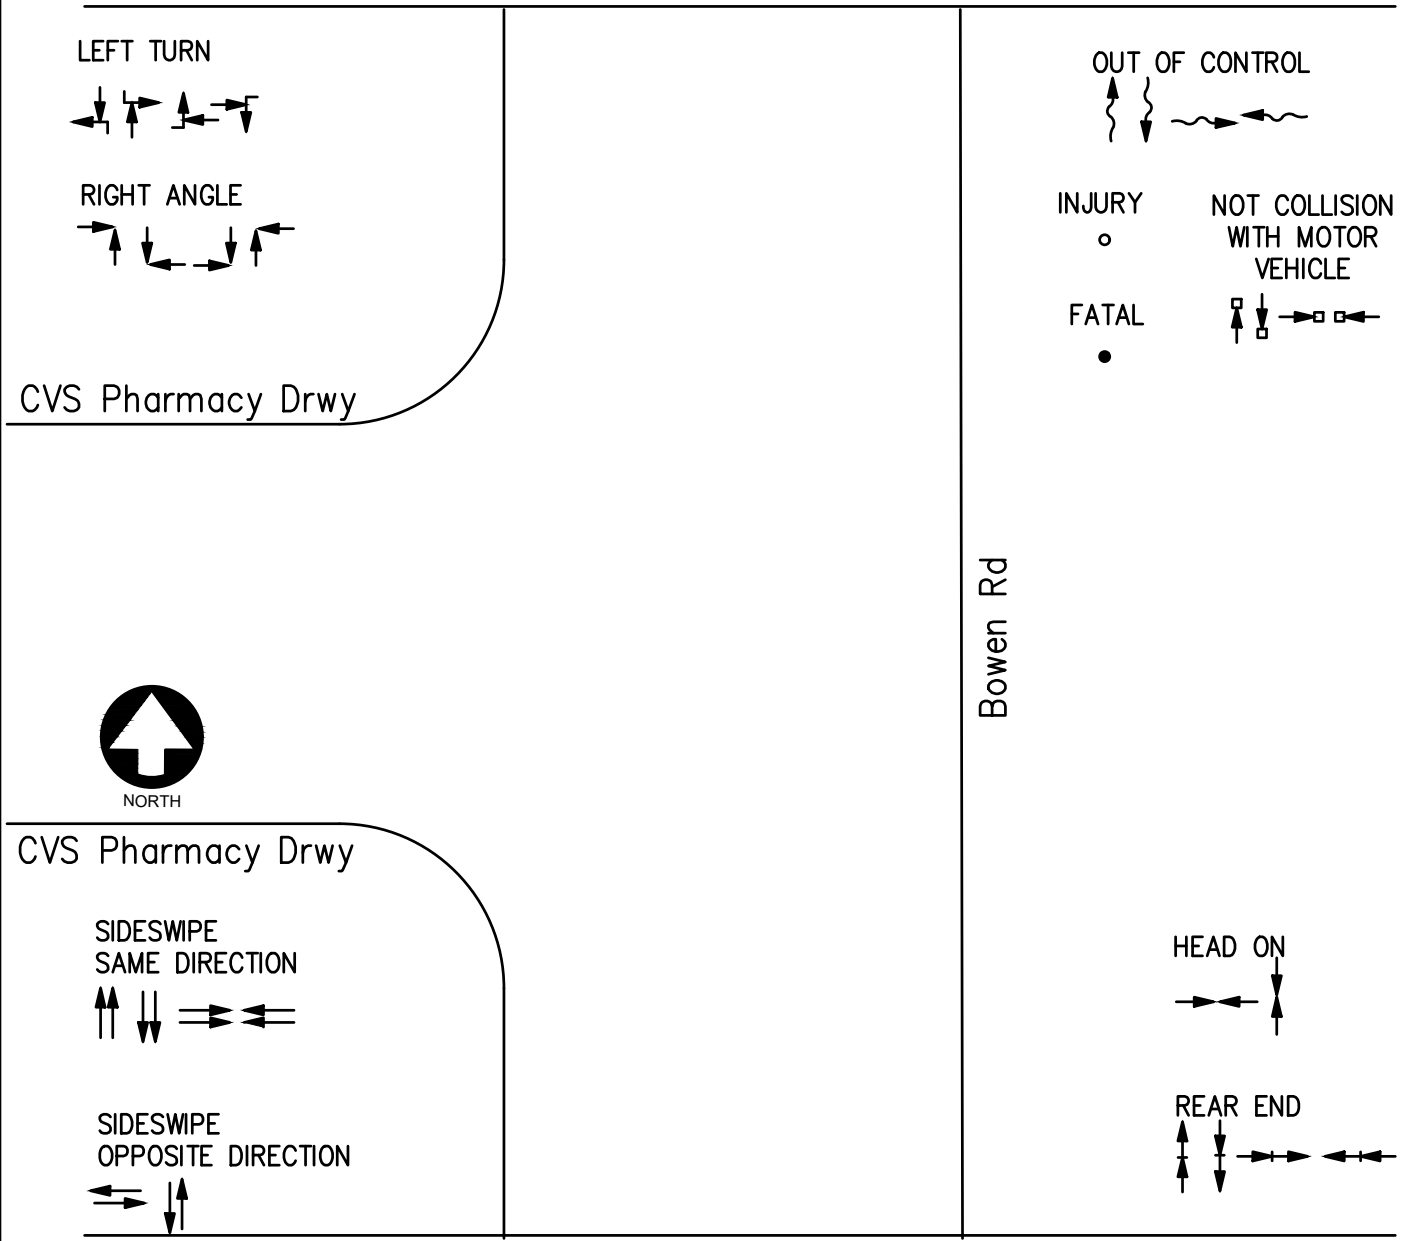 LEFT TURN
RIGHT ANGLE
CVS Pharmacy Drwy
OUT OF CONTROL
INJURY
NOT COLLISION
WITH MOTOR
VEHICLE
FATAL
Bowen Rd
NORTH
CVS Pharmacy Drwy
SIDESWIPE
SAME DIRECTION
SIDESWIPE
OPPOSITE DIRECTION
HEAD ON
REAR END